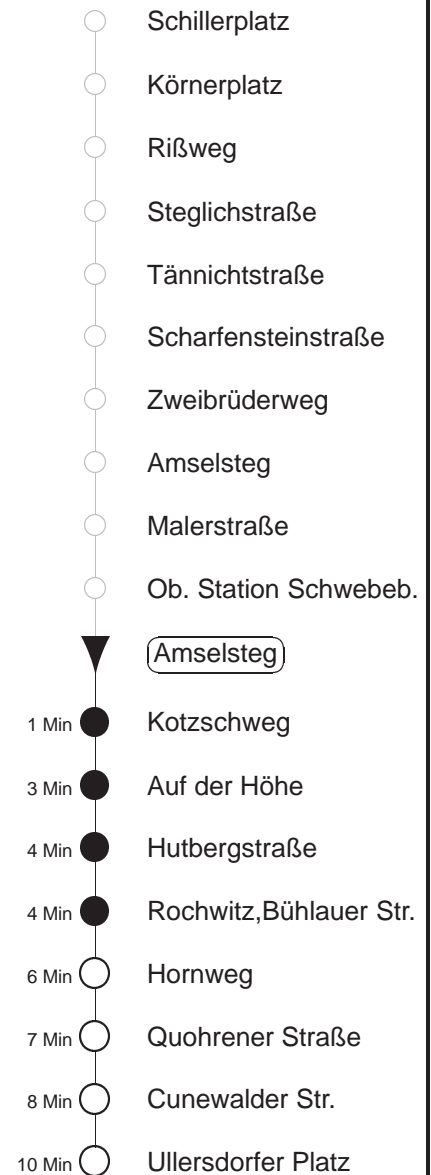 Schillerplatz
Körnerplatz
Rißweg
Steglichstraße
Tännichtstraße
Scharfensteinstraße
Zweibrüderweg
Amselsteg
Malerstraße
Ob. Station Schwebeb.
Amselsteg
1 Min Kotzschweg
3 Min Auf der Höhe
4 Min Hutbergstraße
4 Min Rochwitz,Bühlauer Str.
6 Min Hornweg
7 Min Quohrener Straße
8 Min Cunewalder Str.
10 Min Ullersdorfer Platz